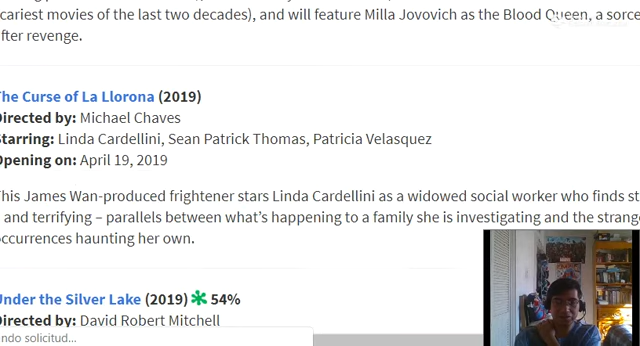 cariest movies of the last two decades), and will feature Milla Jovovich as the Blood Queen, a sorce
fter revenge.
The Curse of La Llorona (2019)
Directed by: Michael Chaves
Starring: Linda Cardellini, Sean Patrick Thomas, Patricia Velasquez
Opening on: April 19, 2019
This James Wan-produced frightener stars Linda Cardellini as a widowed social worker who finds st
and terrifying – parallels between what's happening to a family she is investigating and the strange
occurrences haunting her own.
Under the Silver Lake (2019) 54%
Directed by: David Robert Mitchell
ndo solicitud...